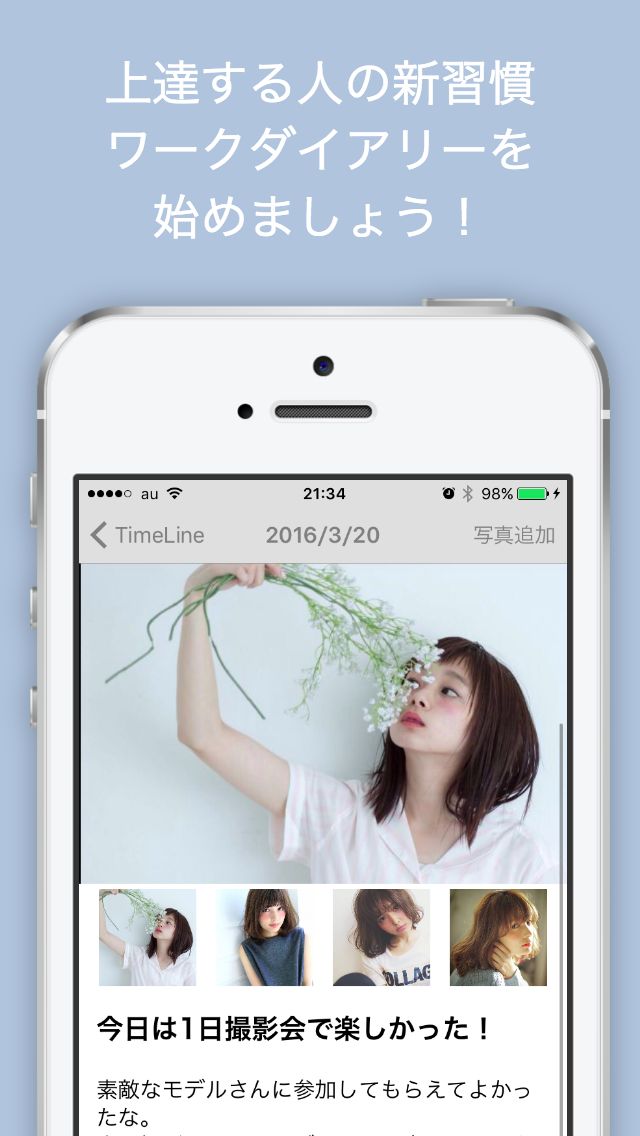 上達する人の新習慣
ワークダイアリーを
始めましょう！
au 21:34 98%
TimeLine 2016/3/20 写真追加
OLLAG
今日は1日撮影会で楽しかった！
素敵なモデルさんに参加してもらえてよかっ
たな。